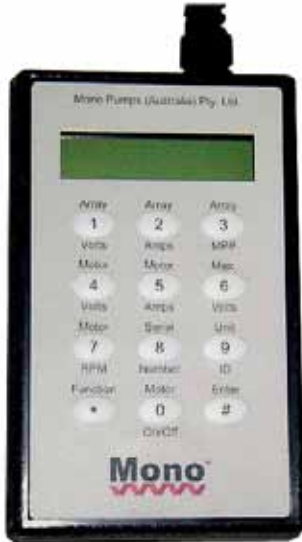 Mono Pumps (Australia) Pty. Ltd.
Array Array Array
1 2 3
Volts Amps MPP
Motor Motor Max.
4 5 6
Volts Amps Volts
Motor Serial Unit
7 8 9
RPM Number ID
Function Motor Enter
* 0 #
On/Off
Mono